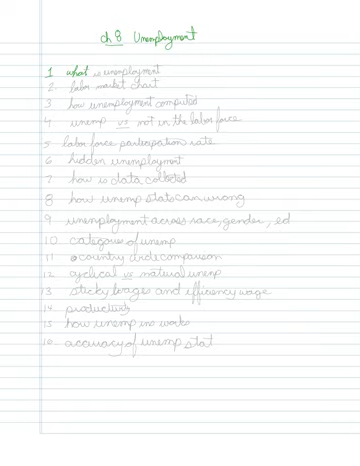 ch 8 Unemployment
1 what is unemployment
2. labor market chart
3 how unemployment computed
4 unemp vs not in the labor force
5 labor force participation rate
6 hidden unemployment
7 how is data collected
8 how unemp stats can wrong
9 unemployment across race, gender, ed
10 categories of unemp
11 country circle comparison
12 cyclical vs natural unemp
13 sticky wages and efficiency wage
14 productivity
15 how unemp ins works
16 accuracy of unemp stat